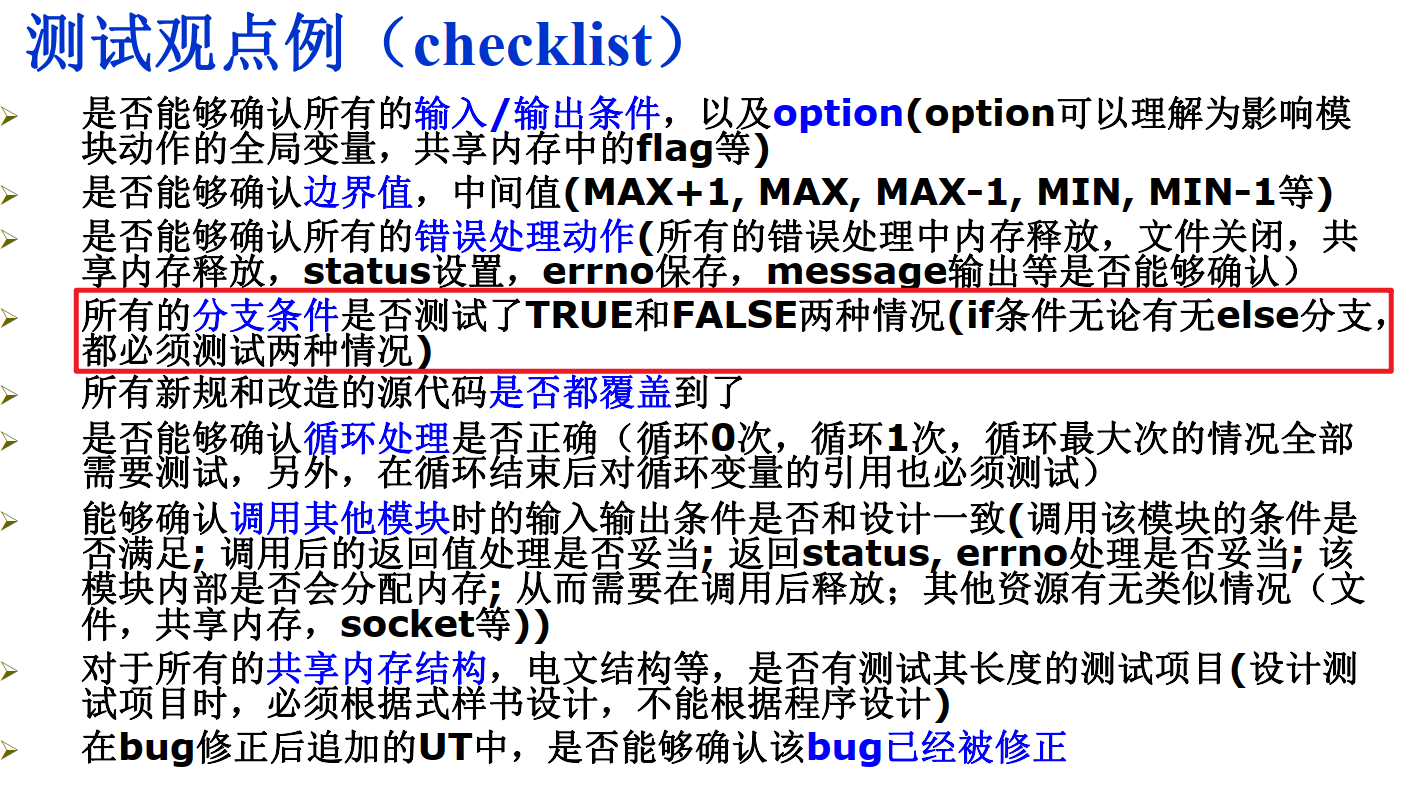 测试观点例（checklist）
是否能够确认所有的输入/输出条件，以及option(option可以理解为影响模
块动作的全局变量，共享内存中的flag等)
是否能够确认边界值，中间值(MAX+1, MAX, MAX-1, MIN, MIN-1等)
是否能够确认所有的错误处理动作(所有的错误处理中内存释放，文件关闭，共
享内存释放，status设置，errno保存，message输出等是否能够确认）
所有的分支条件是否测试了TRUE和FALSE两种情况(if条件无论有无else分支，
都必须测试两种情况)
所有新规和改造的源代码是否都覆盖到了
是否能够确认循环处理是否正确（循环0次，循环1次，循环最大次的情况全部
需要测试，另外，在循环结束后对循环变量的引用也必须测试）
能够确认调用其他模块时的输入输出条件是否和设计一致(调用该模块的条件是
否满足; 调用后的返回值处理是否妥当; 返回status, errno处理是否妥当; 该
模块内部是否会分配内存; 从而需要在调用后释放；其他资源有无类似情况（文
件，共享内存，socket等))
对于所有的共享内存结构，电文结构等，是否有测试其长度的测试项目(设计测
试项目时，必须根据式样书设计，不能根据程序设计)
在bug修正后追加的UT中，是否能够确认该bug已经被修正